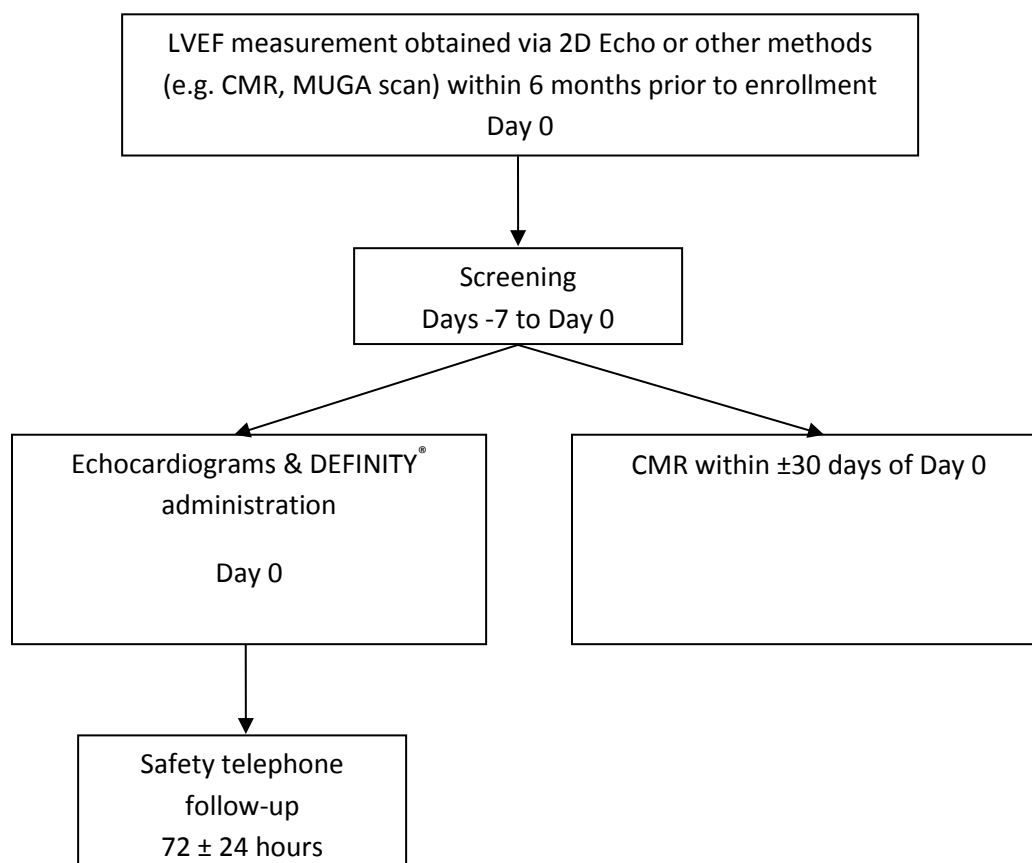 LVEF measurement obtained via 2D Echo or other methods
(e.g. CMR, MUGA scan) within 6 months prior to enrollment
Day 0
Screening
Days -7 to Day 0
Echocardiograms & DEFINITY®
administration
Day 0
CMR within ±30 days of Day 0
Safety telephone
follow-up
72 ± 24 hours